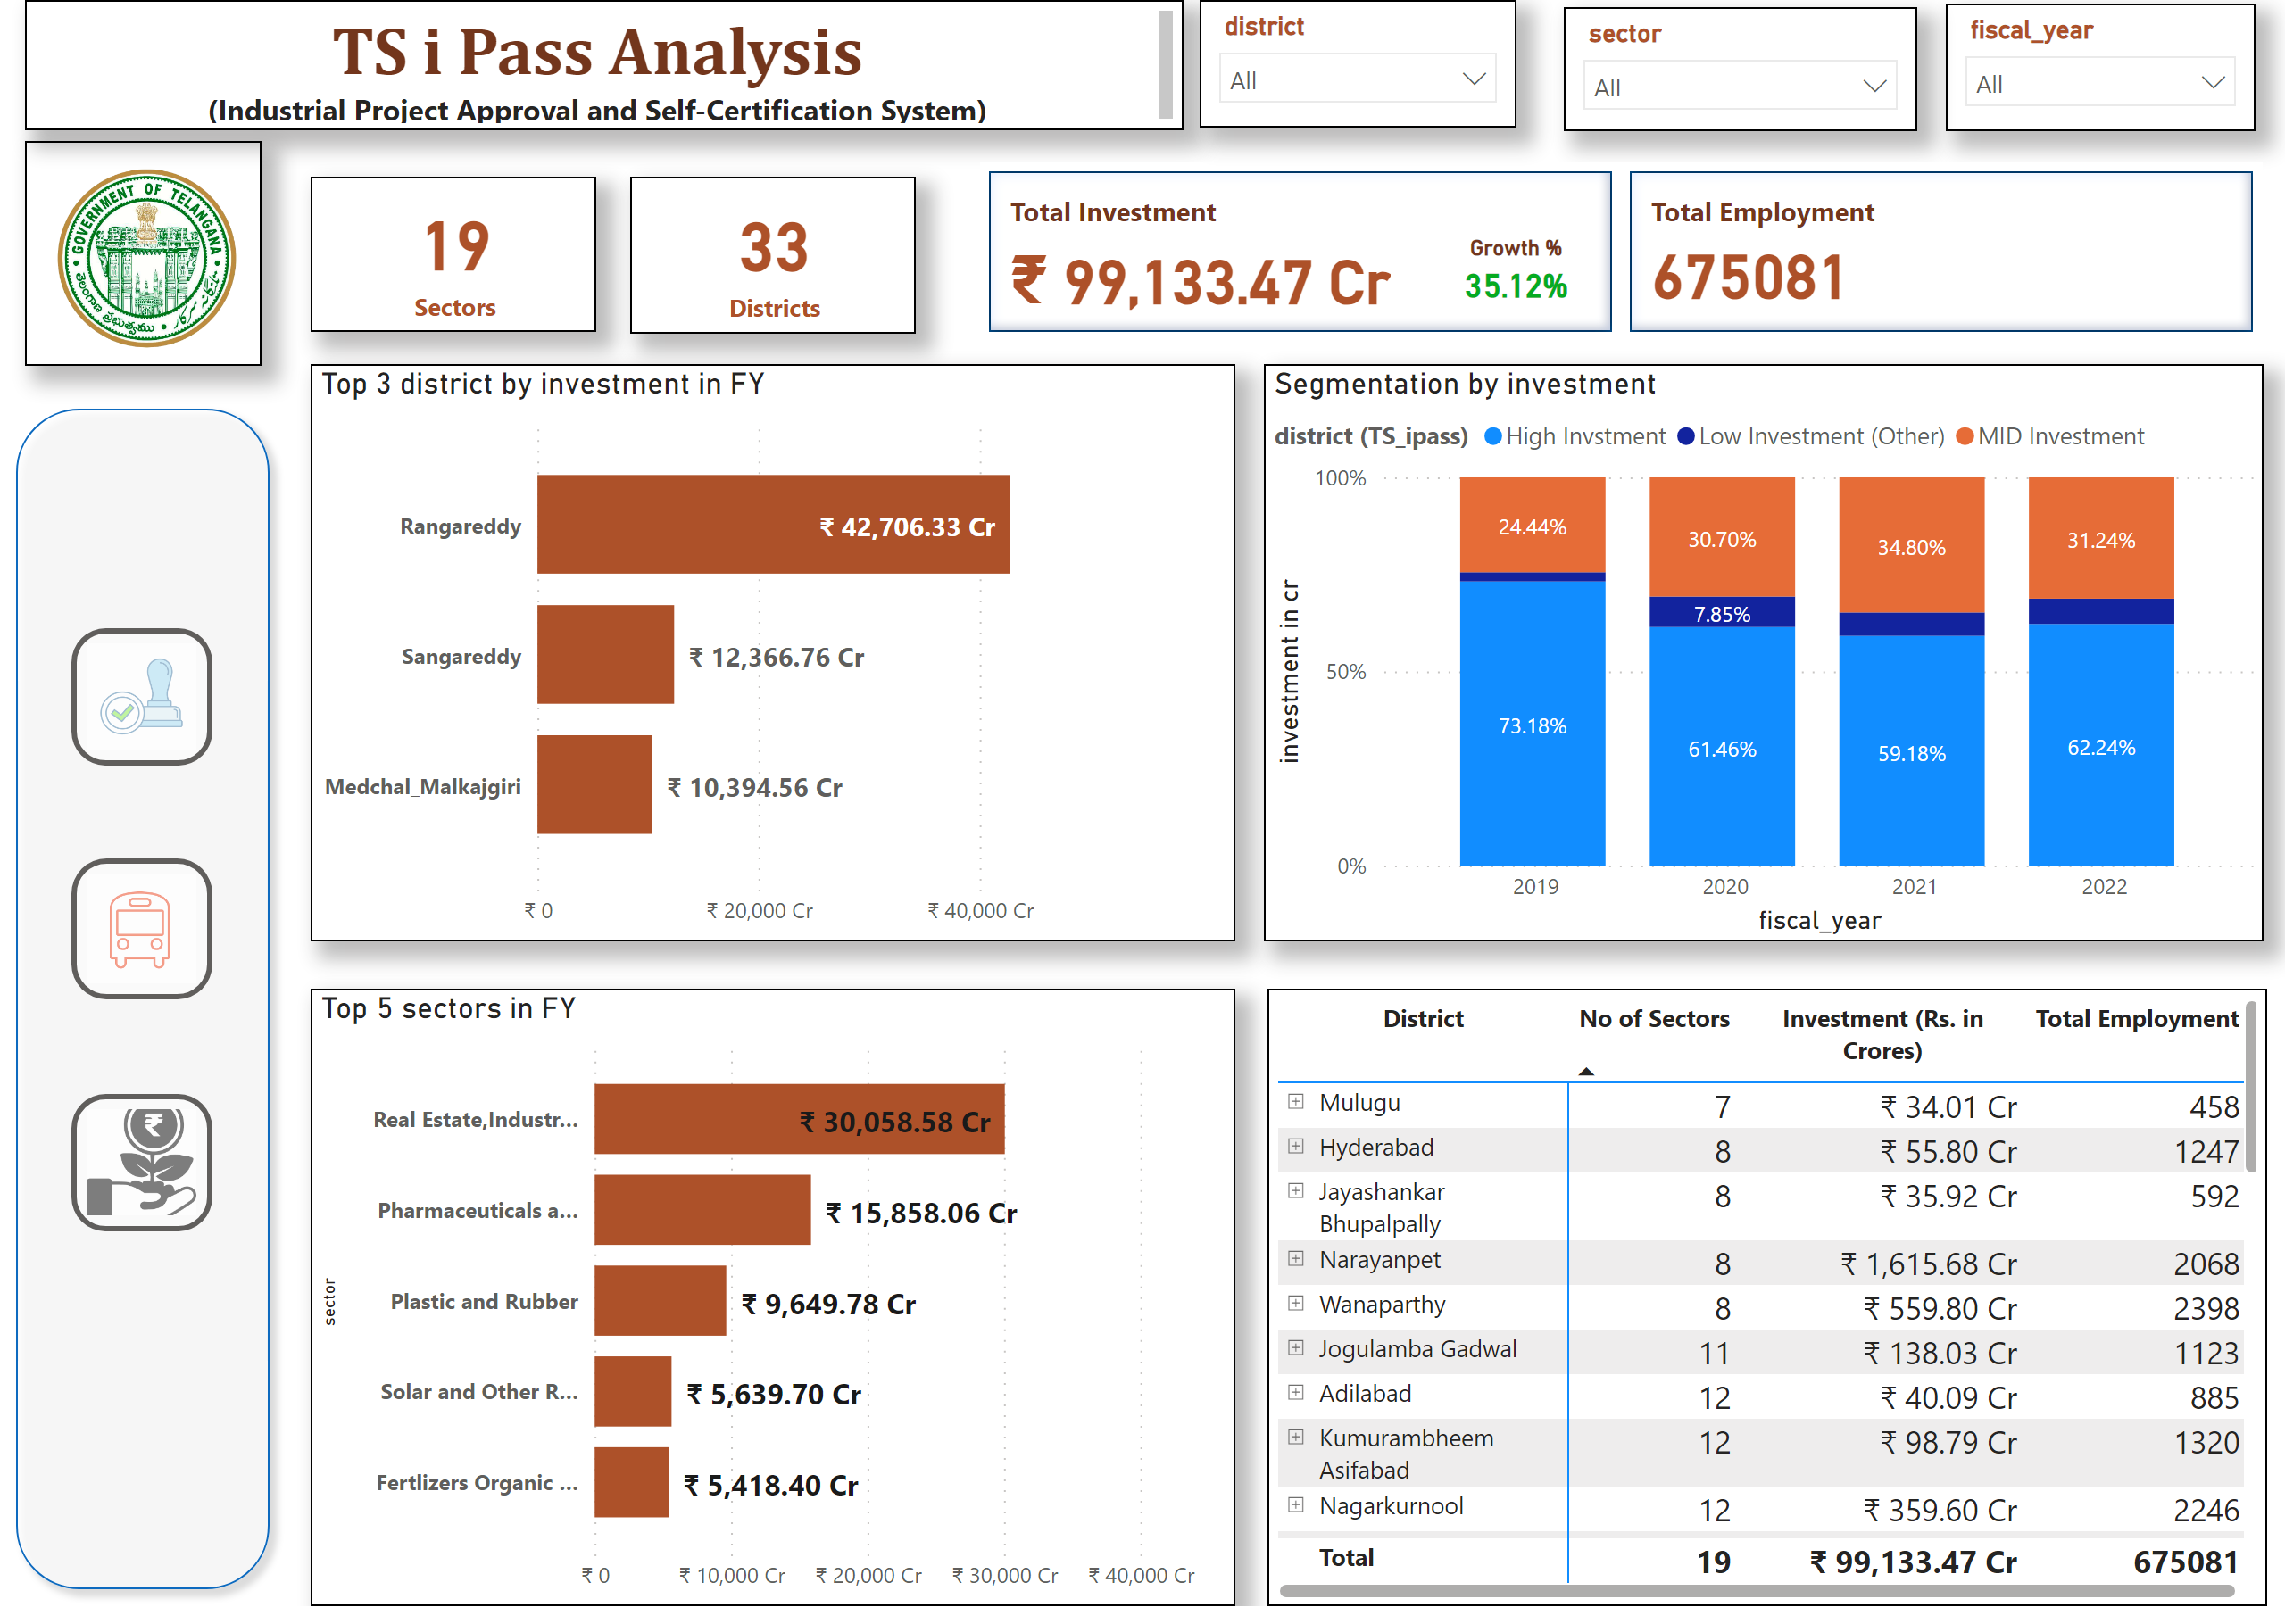 TS i Pass Analysis
(Industrial Project Approval and Self-Certification System)
district
All
sector
All
fiscal_year
All
GOVERNMENT OF TELANGANA
తెలంగాణ ప్రభుత్వము
19
Sectors
33
Districts
Total Investment
₹ 99,133.47 Cr
Growth %
35.12%
Total Employment
675081
Top 3 district by investment in FY
Rangareddy
₹ 42,706.33 Cr
Sangareddy
₹ 12,366.76 Cr
Medchal_Malkajgiri
₹ 10,394.56 Cr
₹ 0 ₹ 20,000 Cr ₹ 40,000 Cr
Segmentation by investment
district (TS_ipass) High Invstment Low Investment (Other) MID Investment
100%
50%
0%
investment in cr
24.44%
73.18%
30.70%
7.85%
61.46%
34.80%
59.18%
31.24%
62.24%
2019 2020 2021 2022
fiscal_year
Top 5 sectors in FY
sector
Real Estate,Industr...
₹ 30,058.58 Cr
Pharmaceuticals a...
₹ 15,858.06 Cr
Plastic and Rubber
₹ 9,649.78 Cr
Solar and Other R...
₹ 5,639.70 Cr
Fertlizers Organic ...
₹ 5,418.40 Cr
₹ 0 ₹ 10,000 Cr ₹ 20,000 Cr ₹ 30,000 Cr ₹ 40,000 Cr
District No of Sectors Investment (Rs. in Total Employment
Crores)
Mulugu 7 ₹ 34.01 Cr 458
Hyderabad 8 ₹ 55.80 Cr 1247
Jayashankar 8 ₹ 35.92 Cr 592
Bhupalpally
Narayanpet 8 ₹ 1,615.68 Cr 2068
Wanaparthy 8 ₹ 559.80 Cr 2398
Jogulamba Gadwal 11 ₹ 138.03 Cr 1123
Adilabad 12 ₹ 40.09 Cr 885
Kumurambheem 12 ₹ 98.79 Cr 1320
Asifabad
Nagarkurnool 12 ₹ 359.60 Cr 2246
Total 19 ₹ 99,133.47 Cr 675081